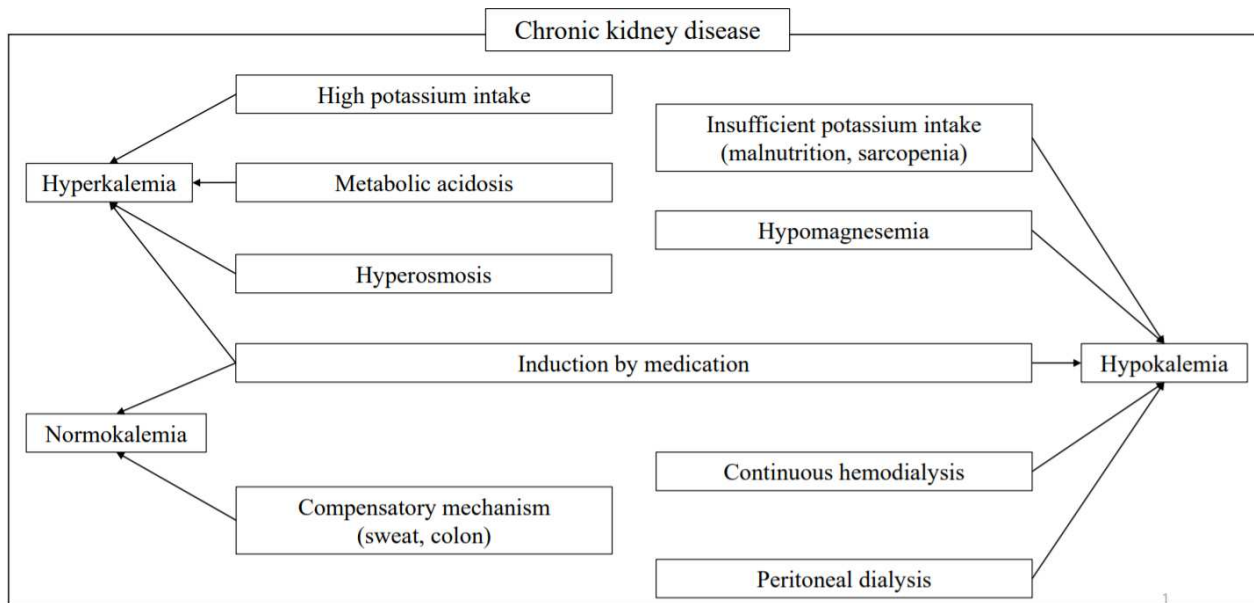 Chronic kidney disease
High potassium intake
Insufficient potassium intake
(malnutrition, sarcopenia)
Hyperkalemia
Metabolic acidosis
Hypomagnesemia
Hyperosmosis
Induction by medication
Hypokalemia
Normokalemia
Continuous hemodialysis
Compensatory mechanism
(sweat, colon)
Peritoneal dialysis
1